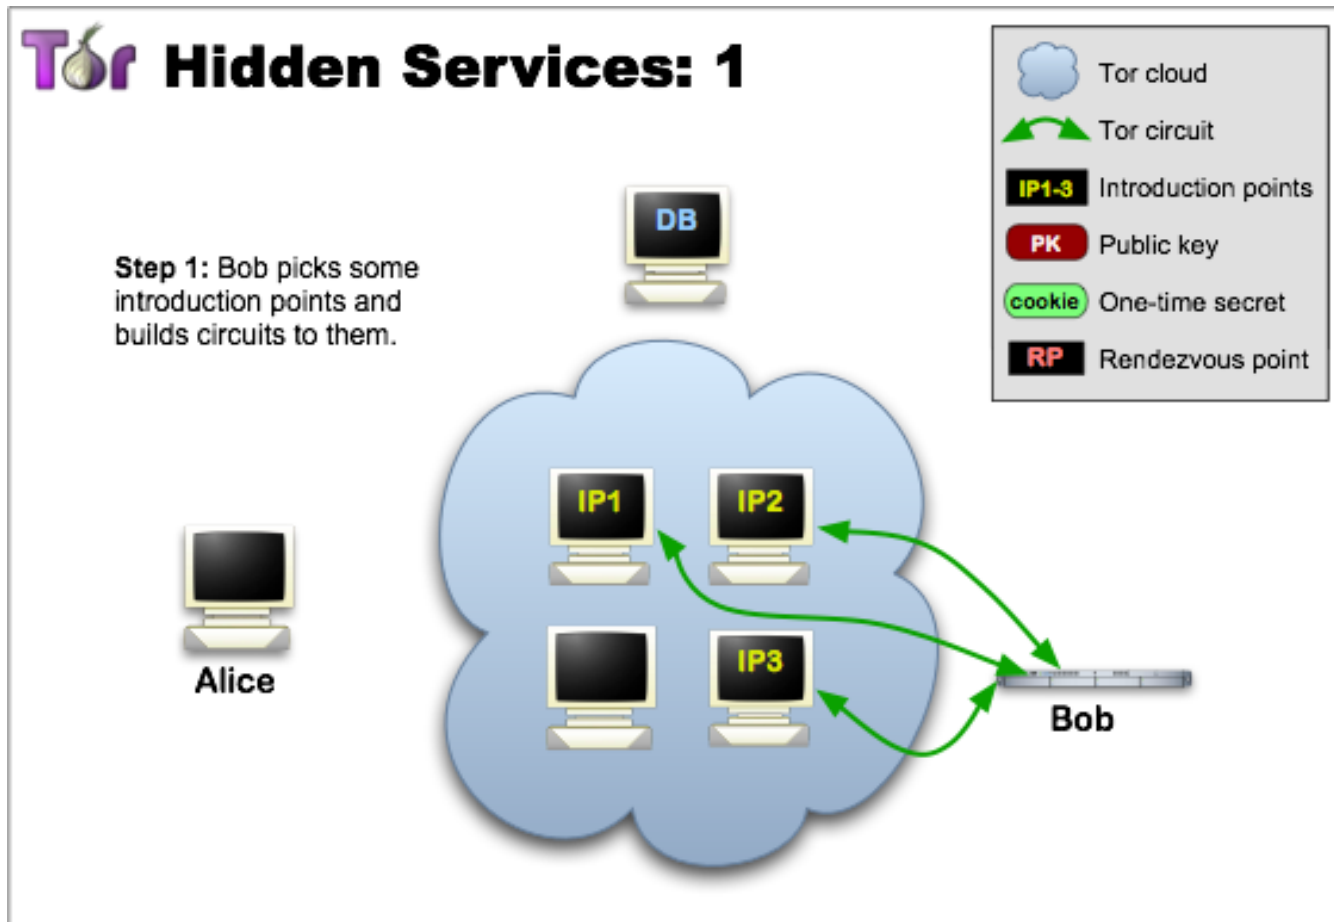 Tor Hidden Services: 1
Tor cloud
Tor circuit
IP1-3 Introduction points
PK Public key
cookie One-time secret
RP Rendezvous point
DB
Step 1: Bob picks some
introduction points and
builds circuits to them.
IP1 IP2
IP3
Alice
Bob